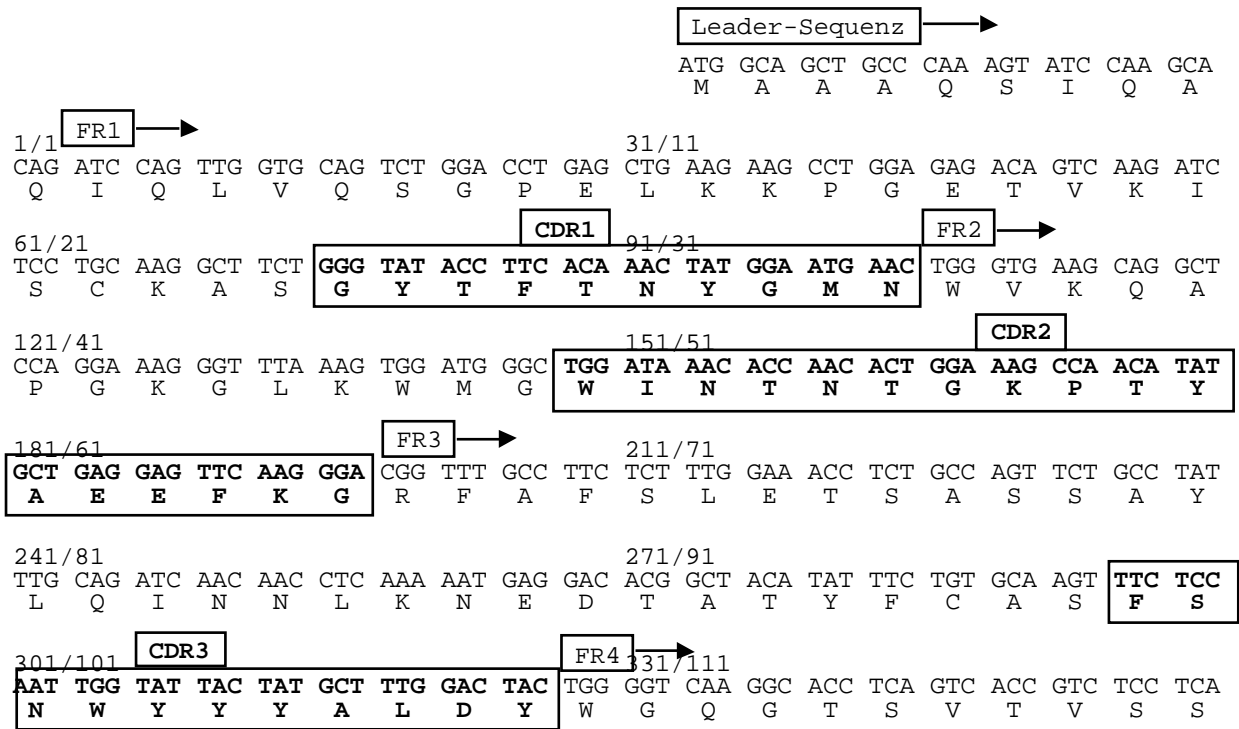 Leader-Sequenz
ATG GCA GCT GCC CAA AGT ATC CAA GCA
M A A A Q S I Q A
FR1
1/1 31/11
CAG ATC CAG TTG GTG CAG TCT GGA CCT GAG CTG AAG AAG CCT GGA GAG ACA GTC AAG ATC
Q I Q L V Q S G P E L K K P G E T V K I
CDR1 FR2
61/21 91/31
TCC TGC AAG GCT TCT GGG TAT ACC TTC ACA AAC TAT GGA ATG AAC TGG GTG AAG CAG GCT
S C K A S G Y T F T N Y G M N W V K Q A
CDR2
121/41 151/51
CCA GGA AAG GGT TTA AAG TGG ATG GGC TGG ATA AAC ACC AAC ACT GGA AAG CCA ACA TAT
P G K G L K W M G W I N T N T G K P T Y
FR3
181/61 211/71
GCT GAG GAG TTC AAG GGA CGG TTT GCC TTC TCT TTG GAA ACC TCT GCC AGT TCT GCC TAT
A E E F K G R F A F S L E T S A S S A Y
241/81 271/91
TTG CAG ATC AAC AAC CTC AAA AAT GAG GAC ACG GCT ACA TAT TTC TGT GCA AGT TTC TCC
L Q I N N L K N E D T A T Y F C A S F S
CDR3 FR4
301/101 331/111
AAT TGG TAT TAC TAT GCT TTG GAC TAC TGG GGT CAA GGC ACC TCA GTC ACC GTC TCC TCA
N W Y Y Y A L D Y W G Q G T S V T V S S